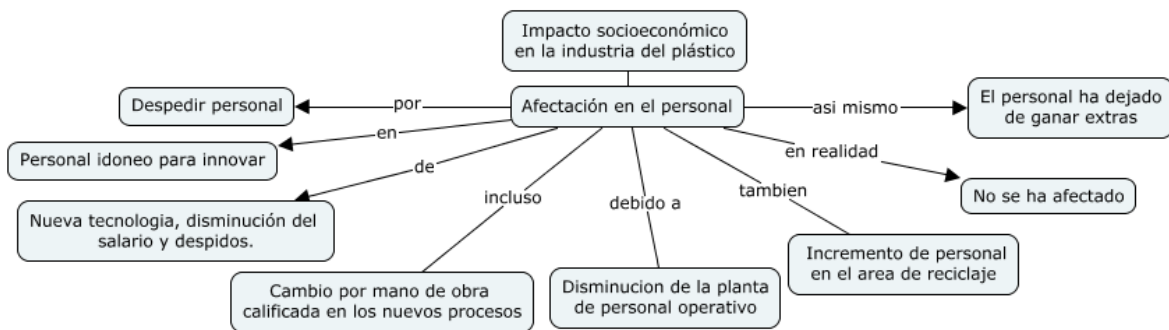 Impacto socioeconómico
en la industria del plástico
Afectación en el personal
por
Despedir personal
en
Personal idoneo para innovar
de
Nueva tecnologia, disminución del
salario y despidos.
incluso
Cambio por mano de obra
calificada en los nuevos procesos
debido a
Disminucion de la planta
de personal operativo
tambien
Incremento de personal
en el area de reciclaje
en realidad
No se ha afectado
asi mismo
El personal ha dejado
de ganar extras